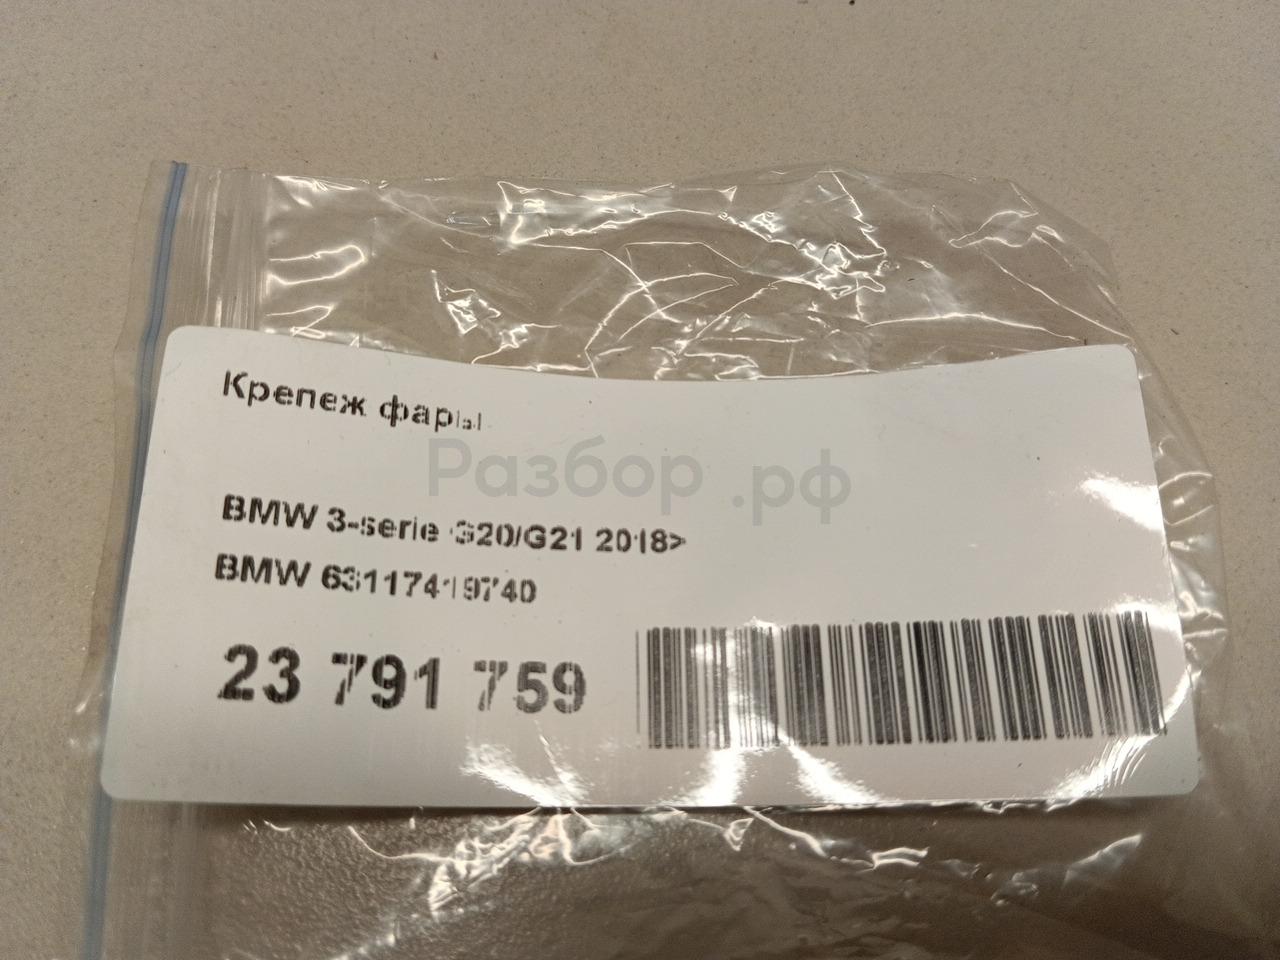 Крепеж фары
Разбор.рф
BMW 3-serie G20/G21 2018>
BMW 63117419740
23 791 759